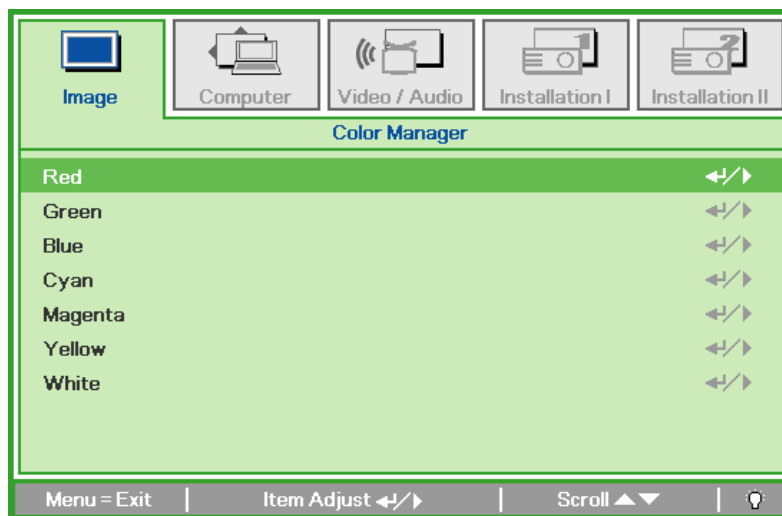 Image Computer Video / Audio Installation I Installation II
Color Manager
Red
Green
Blue
Cyan
Magenta
Yellow
White
Menu = Exit | Item Adjust ↵/▶ | Scroll ▲▼ |